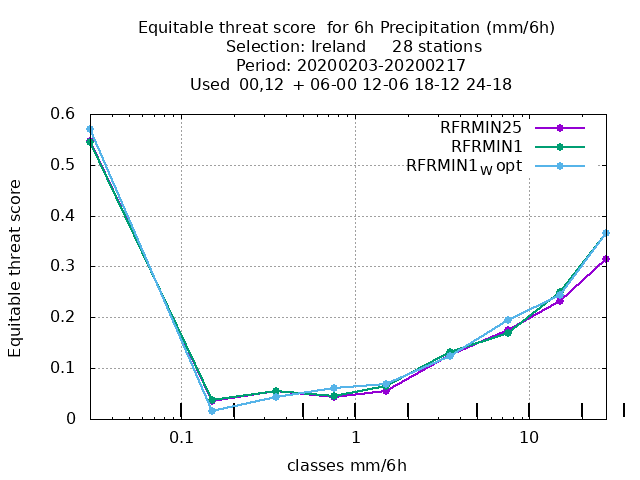 Equitable threat score  for 6h Precipitation (mm/6h)
Selection: Ireland     28 stations
Period: 20200203-20200217
Used  00,12  + 06-00 12-06 18-12 24-18
RFRMIN25
RFRMIN1
RFRMIN1W opt
Equitable threat score
0.6
0.5
0.4
0.3
0.2
0.1
0
0.1 1 10
classes mm/6h